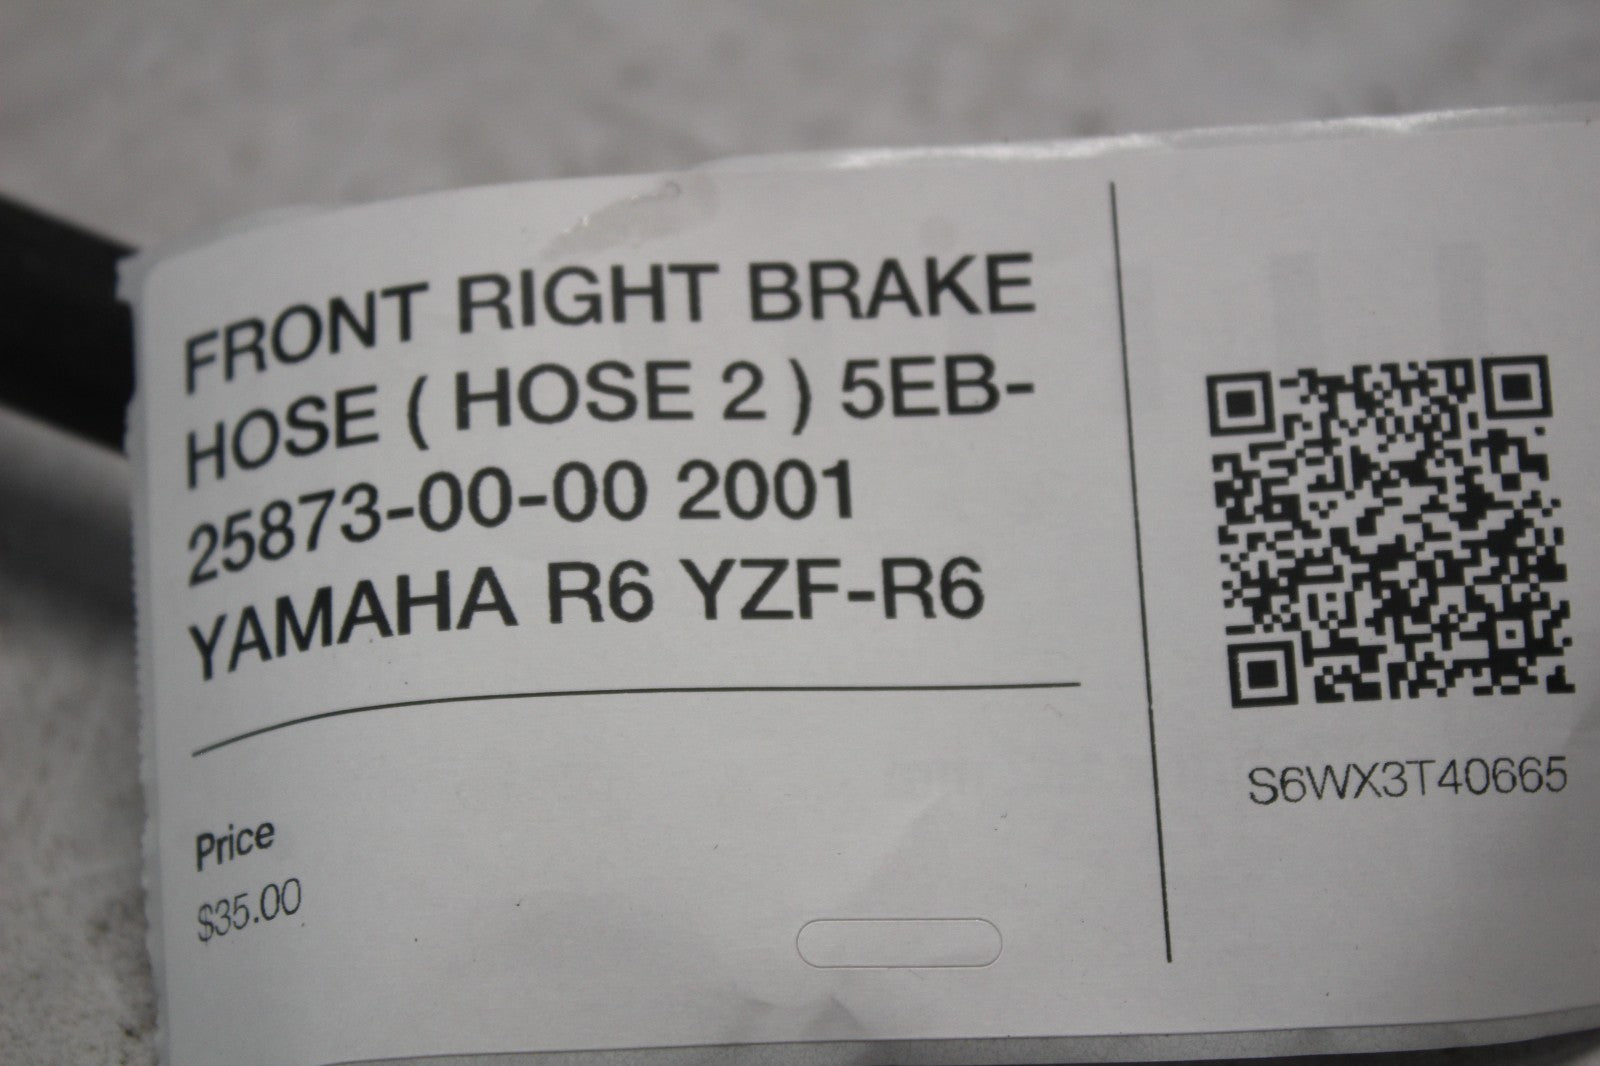 FRONT RIGHT BRAKE
HOSE ( HOSE 2 ) 5EB-
25873-00-00 2001
YAMAHA R6 YZF-R6
Price
$35.00
S6WX3T40665